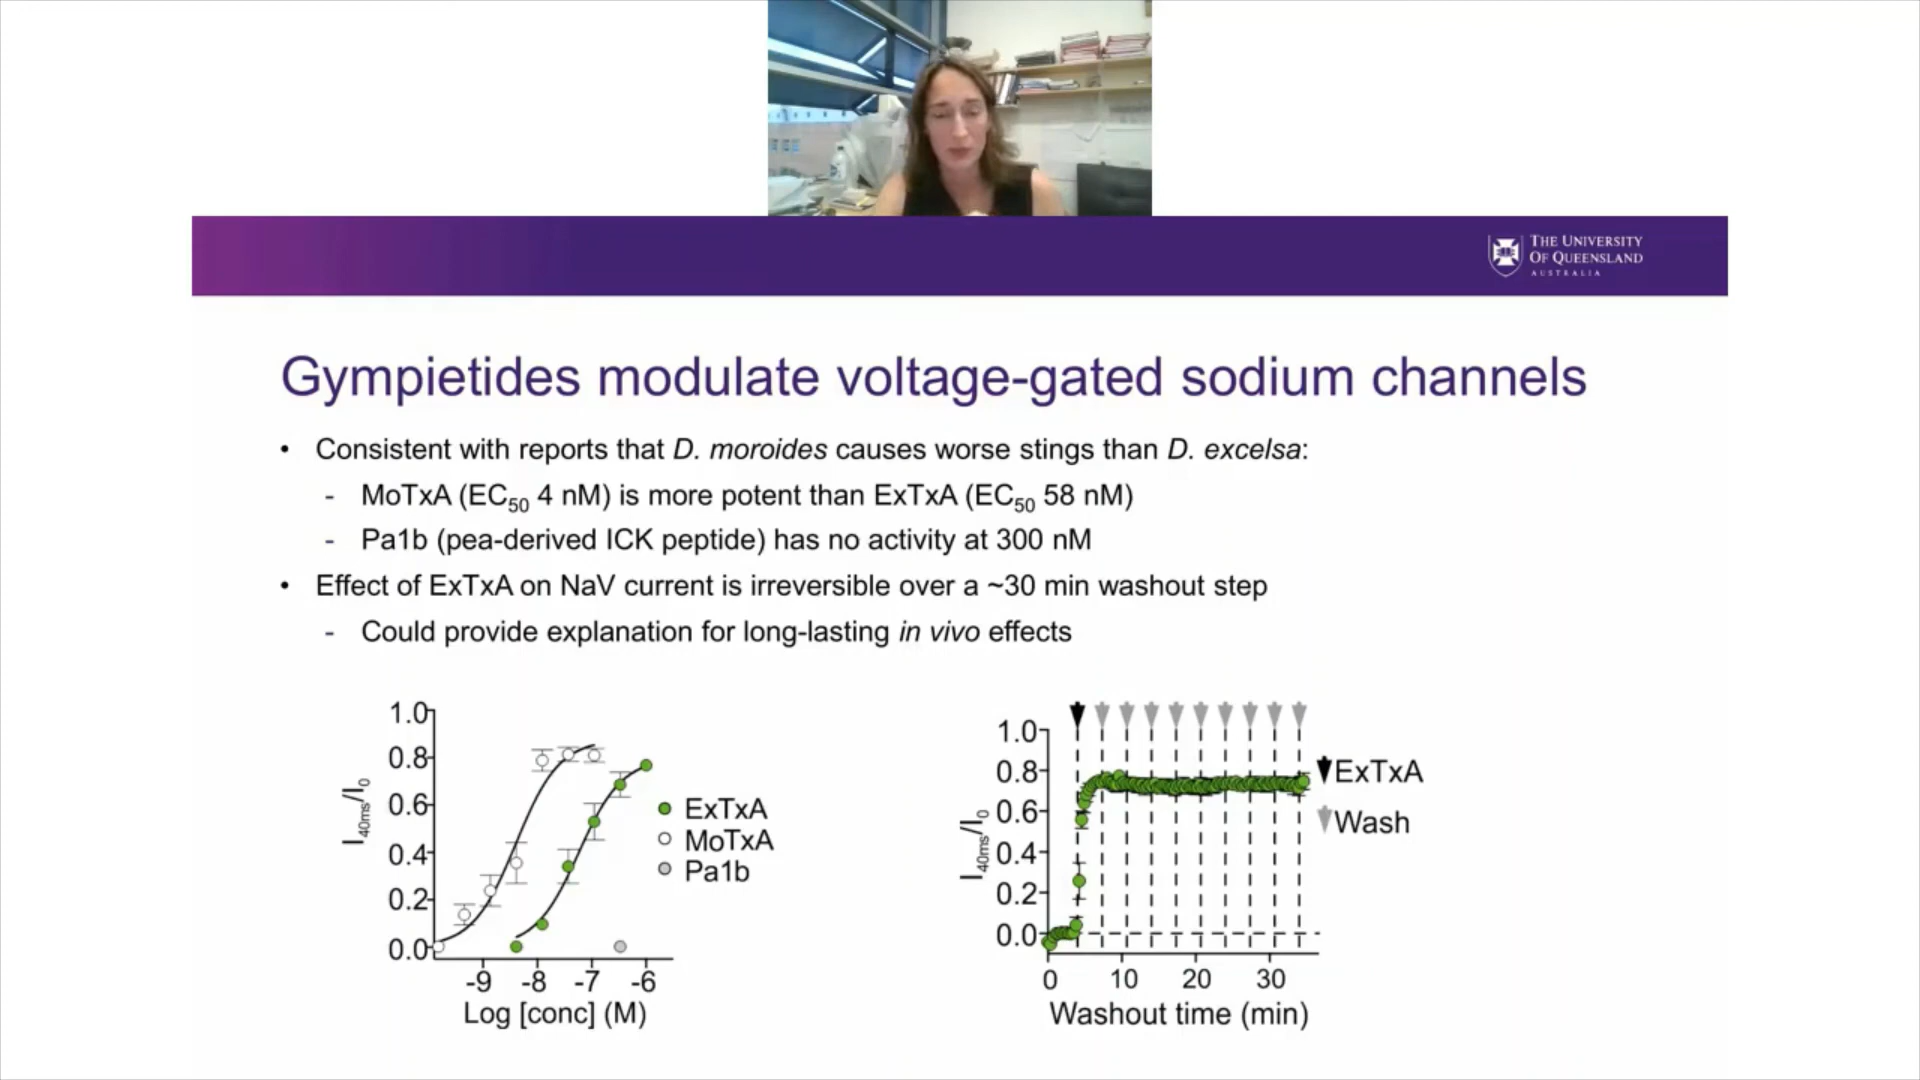 THE UNIVERSITY
OF QUEENSLAND
AUSTRALIA
Gympietides modulate voltage-gated sodium channels
• Consistent with reports that D. moroides causes worse stings than D. excelsa:
- MoTxA (EC50 4 nM) is more potent than ExTxA (EC50 58 nM)
- Pa1b (pea-derived ICK peptide) has no activity at 300 nM
• Effect of ExTxA on NaV current is irreversible over a ~30 min washout step
- Could provide explanation for long-lasting in vivo effects
1.0
0.8
0.6
0.4
0.2
0.0
I40ms/I0
-9 -8 -7 -6
Log [conc] (M)
ExTxA
MoTxA
Pa1b
1.0
0.8
0.6
0.4
0.2
0.0
I40ms/I0
0 10 20 30
Washout time (min)
ExTxA
Wash